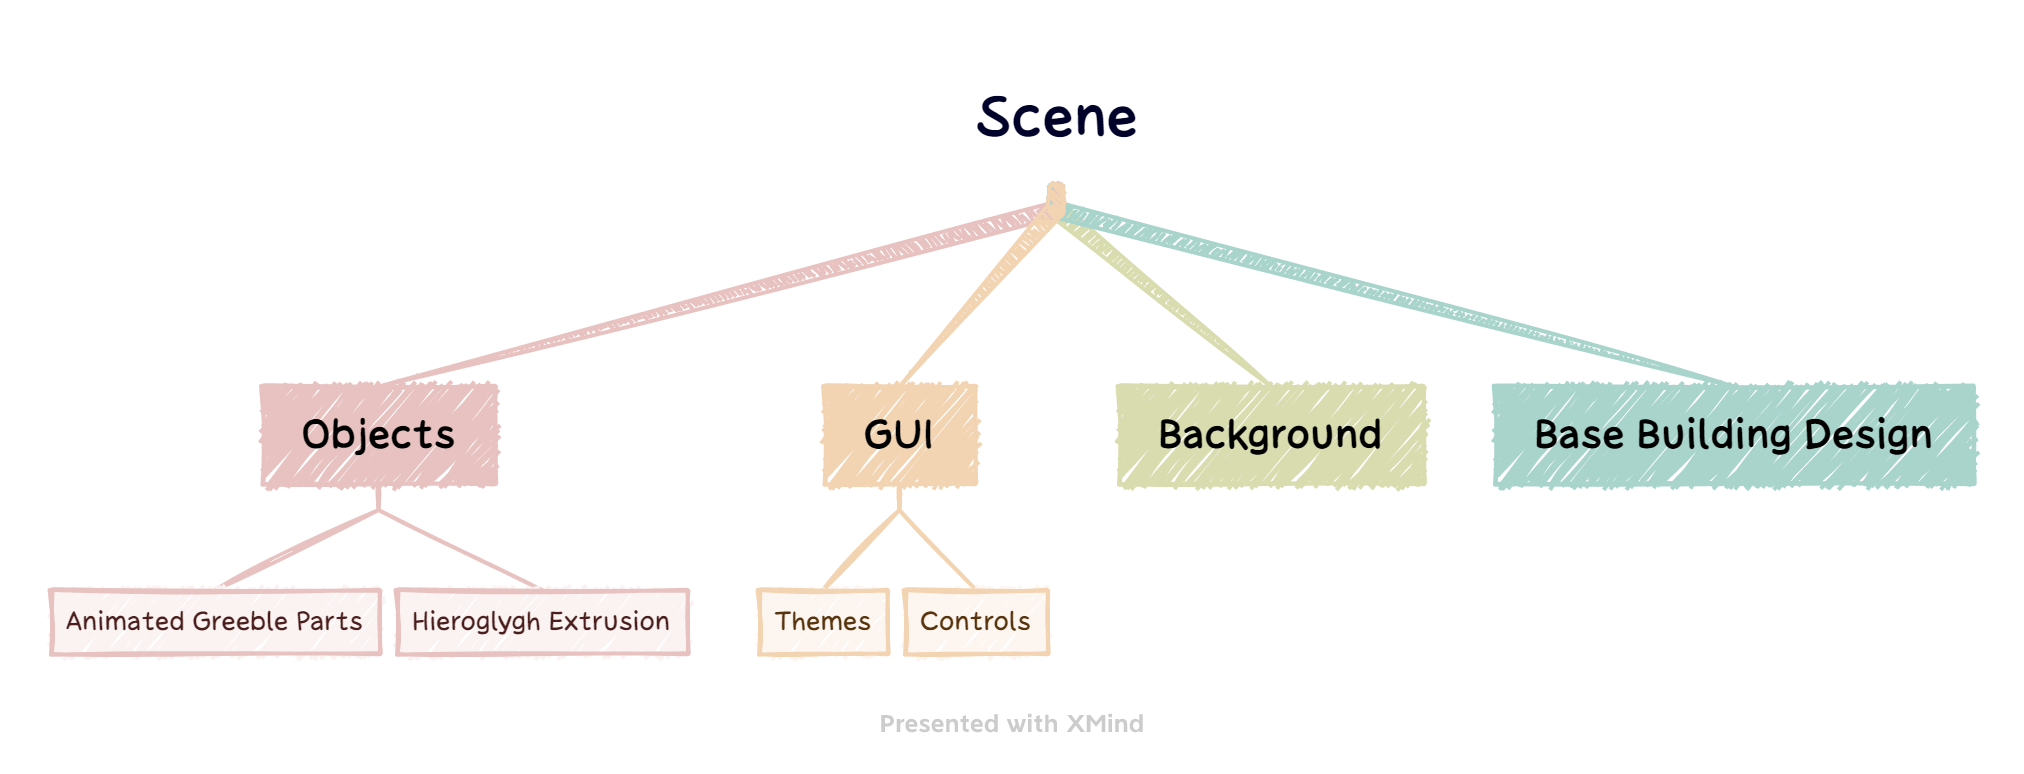 Scene
Objects
GUI
Background
Base Building Design
Animated Greeble Parts
Hieroglygh Extrusion
Themes
Controls
Presented with XMind